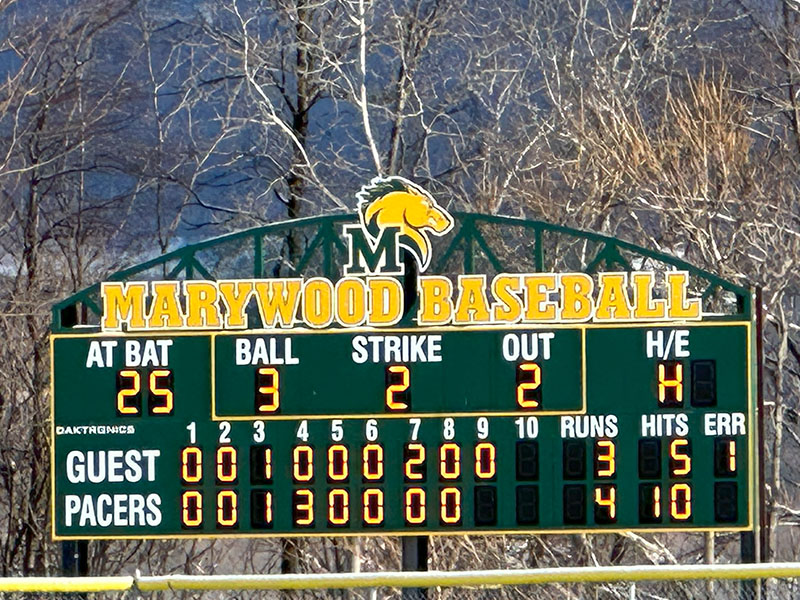 M
MARYWOOD BASEBALL
AT BAT BALL STRIKE OUT H/E
25 3 2 2 H
DAKTRONICS 1 2 3 4 5 6 7 8 9 10 RUNS HITS ERR
GUEST 0 0 1 0 0 0 2 0 0 3 5 1
PACERS 0 0 1 3 0 0 0 0 4 10